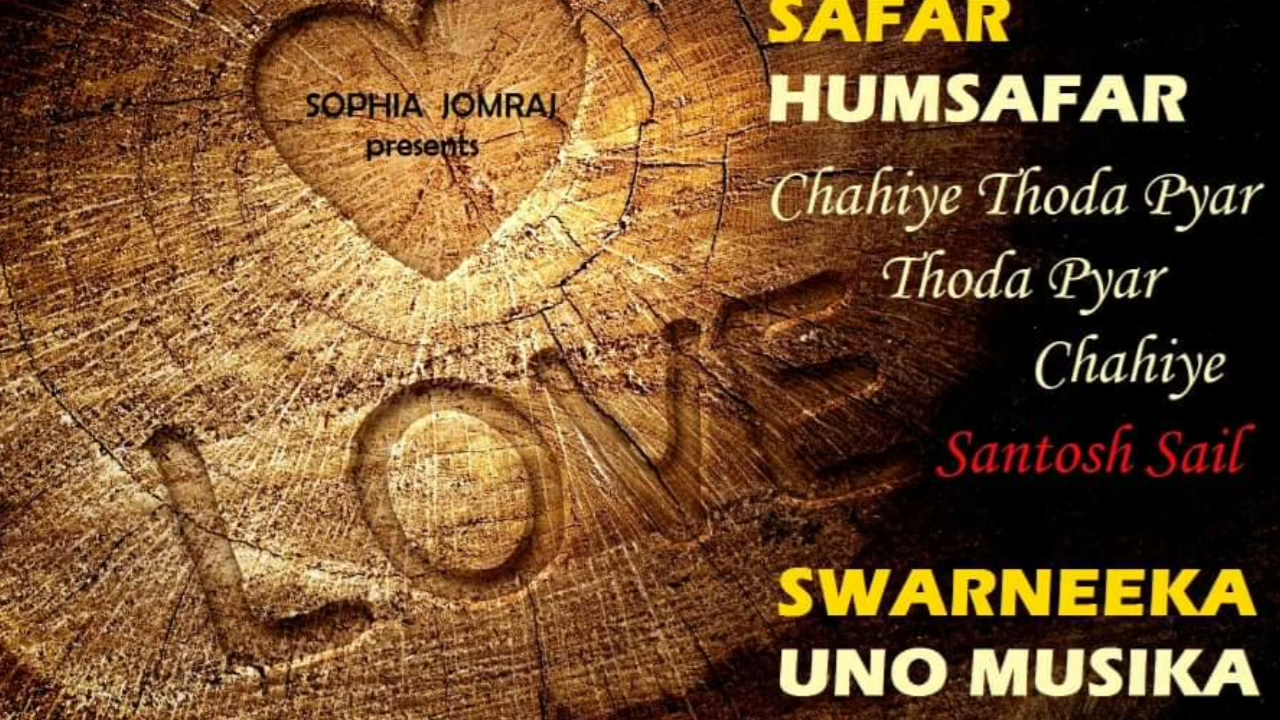 SOPHIA JOMRAJ
presents
SAFAR
HUMSAFAR
Chahiye Thoda Pyar
Thoda Pyar
Chahiye
Santosh Sail
LOVE
SWARNEEKA
UNO MUSIKA